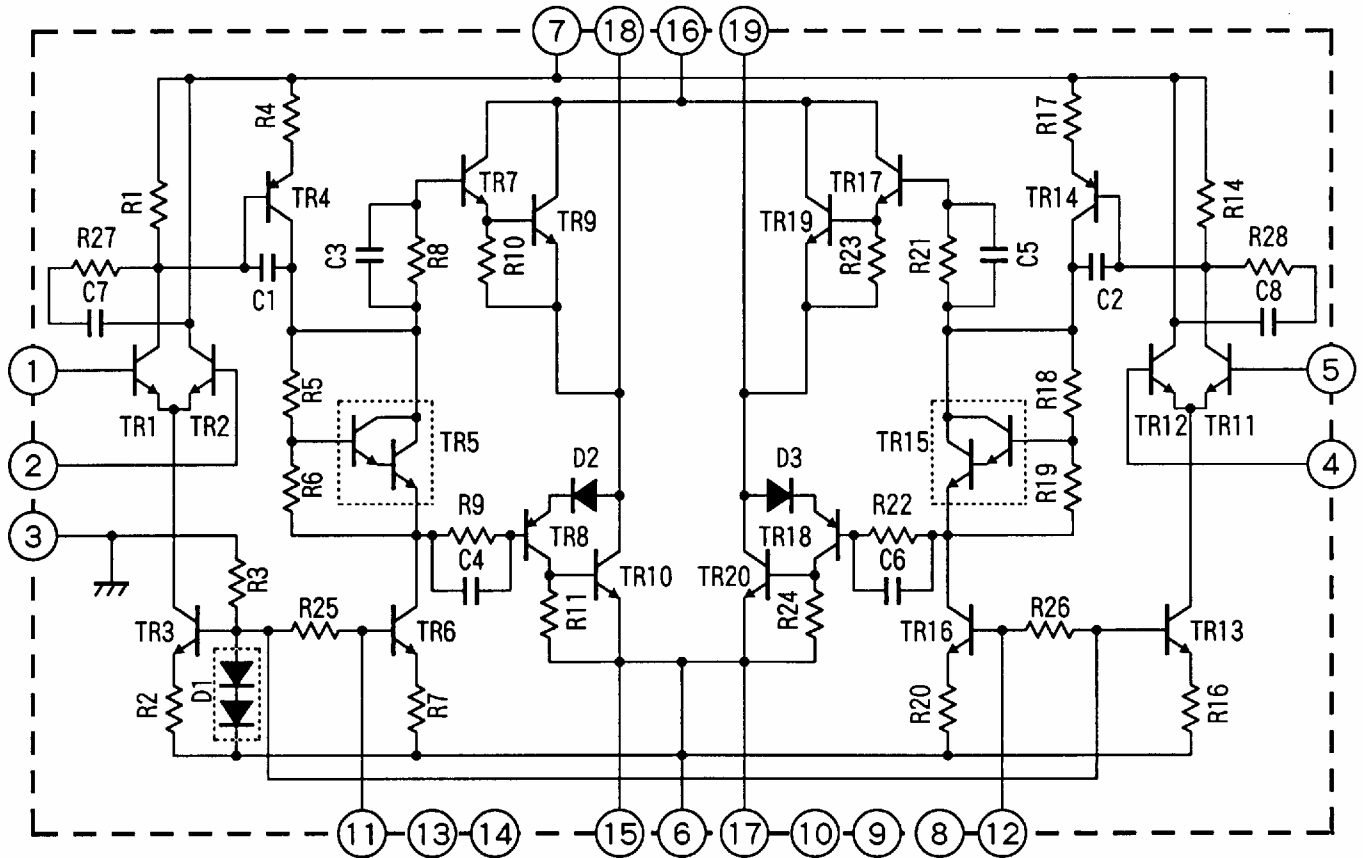 7 18 16 19
R4 R17
R1 TR4 TR7 TR9 TR17 TR19 TR14 R14
R27 C3 R8 R10 R23 R21 C5 R28
C7 C1 C2 C8
1 5
TR1 TR2 R5 TR5 TR15 R18 TR12 TR11
2 4
R6 D2 D3 R19
3 R9 TR8 TR18 R22
C4 C6
R3 TR10 TR20
R25 R11 R24 R26
TR3 TR6 TR16 TR13
R2 D1 R7 R20 R16
11 13 14 15 6 17 10 9 8 12